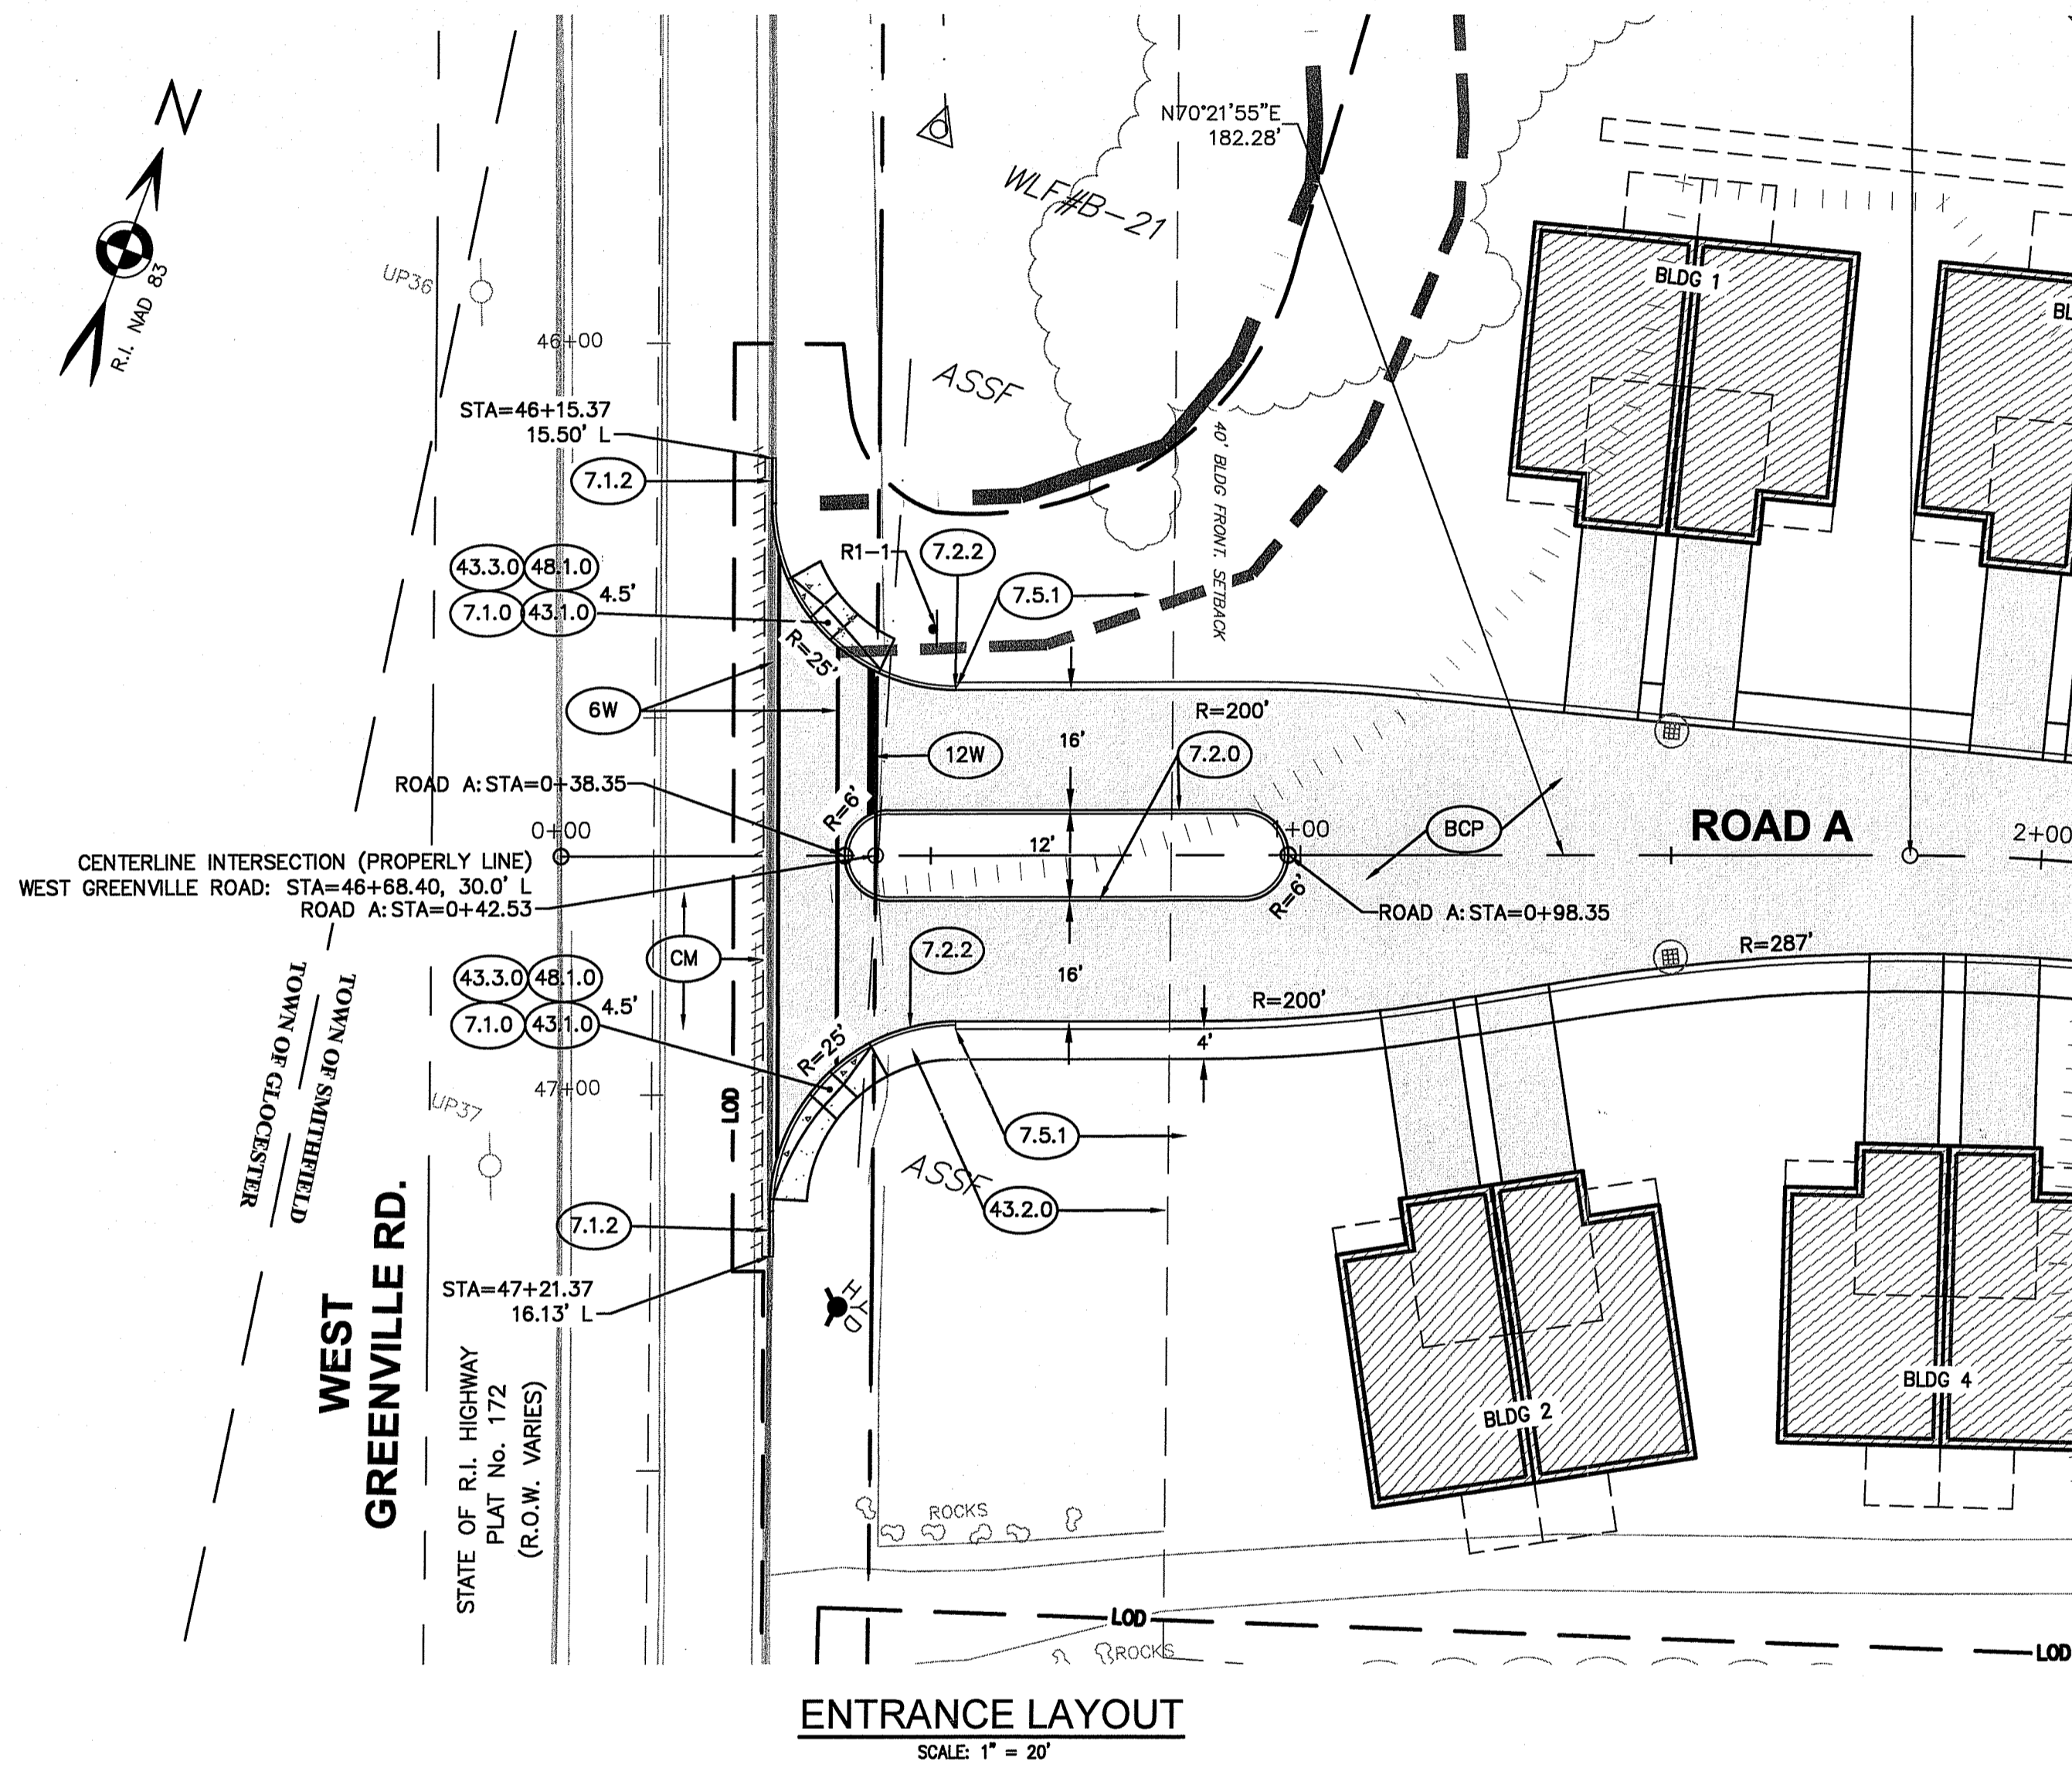 N
R.I. NAD 83
UP36
46+00
STA=46+15.37
15.50' L
7.1.2
43.3.0
48.1.0
7.1.0
43.1.0
4.5'
R=25'
6W
ROAD A: STA=0+38.35
0+00
CENTERLINE INTERSECTION (PROPERLY LINE)
WEST GREENVILLE ROAD: STA=46+68.40, 30.0' L
ROAD A: STA=0+42.53
CM
43.3.0
48.1.0
7.1.0
43.1.0
4.5'
R=25'
47+00
LOD
UP37
TOWN OF SMITHFIELD
TOWN OF GLOCESTER
7.1.2
STA=47+21.37
16.13' L
WEST
GREENVILLE RD.
STATE OF R.I. HIGHWAY
PLAT No. 172
(R.O.W. VARIES)
WLF#B-21
ASSF
N70°21'55"E
182.28'
40' BLDG FRONT. SETBACK
R1-1
7.2.2
7.5.1
R=200'
16'
7.2.0
12W
R=6'
12'
1+00
BCP
ROAD A
2+00
R=6'
ROAD A: STA=0+98.35
7.2.2
16'
R=200'
R=287'
4'
7.5.1
ASSF
43.2.0
HYD
BLDG 1
BL
BLDG 2
BLDG 4
ROCKS
LOD
ROCKS
LOD
ENTRANCE LAYOUT
SCALE: 1" = 20'